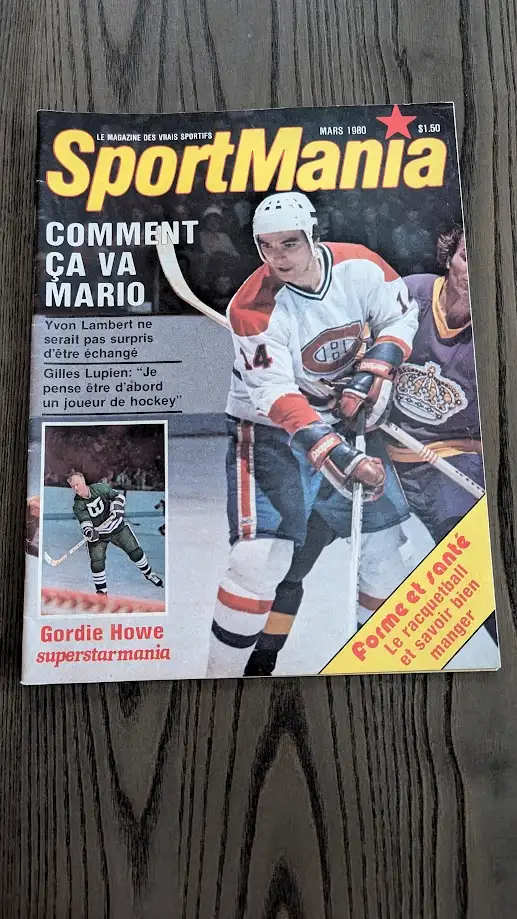 LE MAGAZINE DES VRAIS SPORTIFS
MARS 1980
$1.50
SportMania
COMMENT
ÇA VA
MARIO
Yvon Lambert ne
serait pas surpris
d'être échangé
Gilles Lupien: "Je
pense être d'abord
un joueur de hockey"
14
14
Gordie Howe
superstarmania
Forme et santé
Le racquetball
et savoir bien
manger